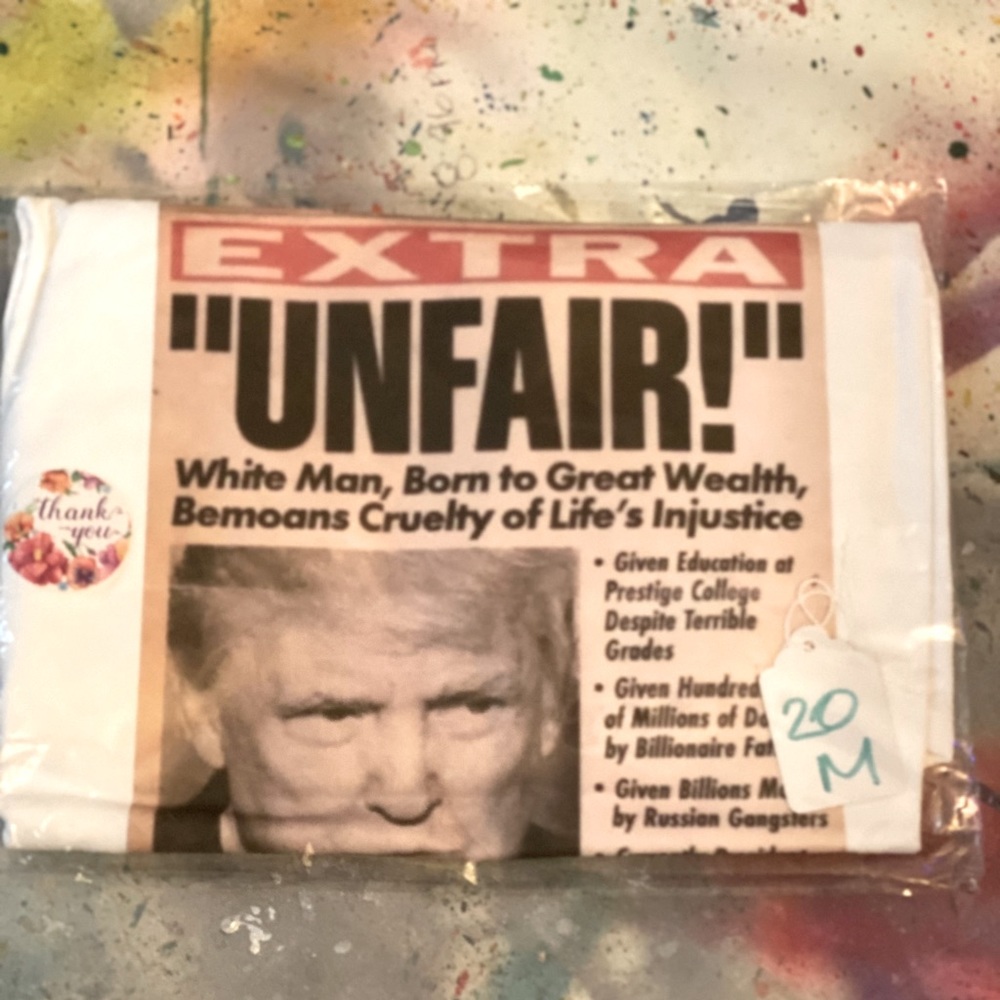 EXTRA
"UNFAIR!"
White Man, Born to Great Wealth,
Bemoans Cruelty of Life's Injustice
• Given Education at
Prestige College
Despite Terrible
Grades
• Given Hundred
of Millions of
by Billionaire
• Given Billions
by Russian Gangsters
thank
you
20
M